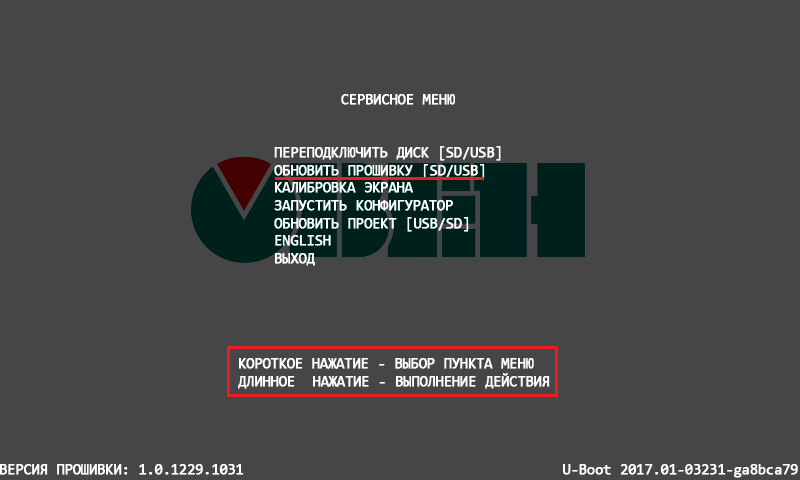 СЕРВИСНОЕ МЕНЮ
ПЕРЕПОДКЛЮЧИТЬ ДИСК [SD/USB]
ОБНОВИТЬ ПРОШИВКУ [SD/USB]
КАЛИБРОВКА ЭКРАНА
ЗАПУСТИТЬ КОНФИГУРАТОР
ОБНОВИТЬ ПРОЕКТ [USB/SD]
ENGLISH
ВЫХОД
ОВЕН
КОРОТКОЕ НАЖАТИЕ - ВЫБОР ПУНКТА МЕНЮ
ДЛИННОЕ  НАЖАТИЕ - ВЫПОЛНЕНИЕ ДЕЙСТВИЯ
ВЕРСИЯ ПРОШИВКИ: 1.0.1229.1031
U-Boot 2017.01-03231-ga8bca79